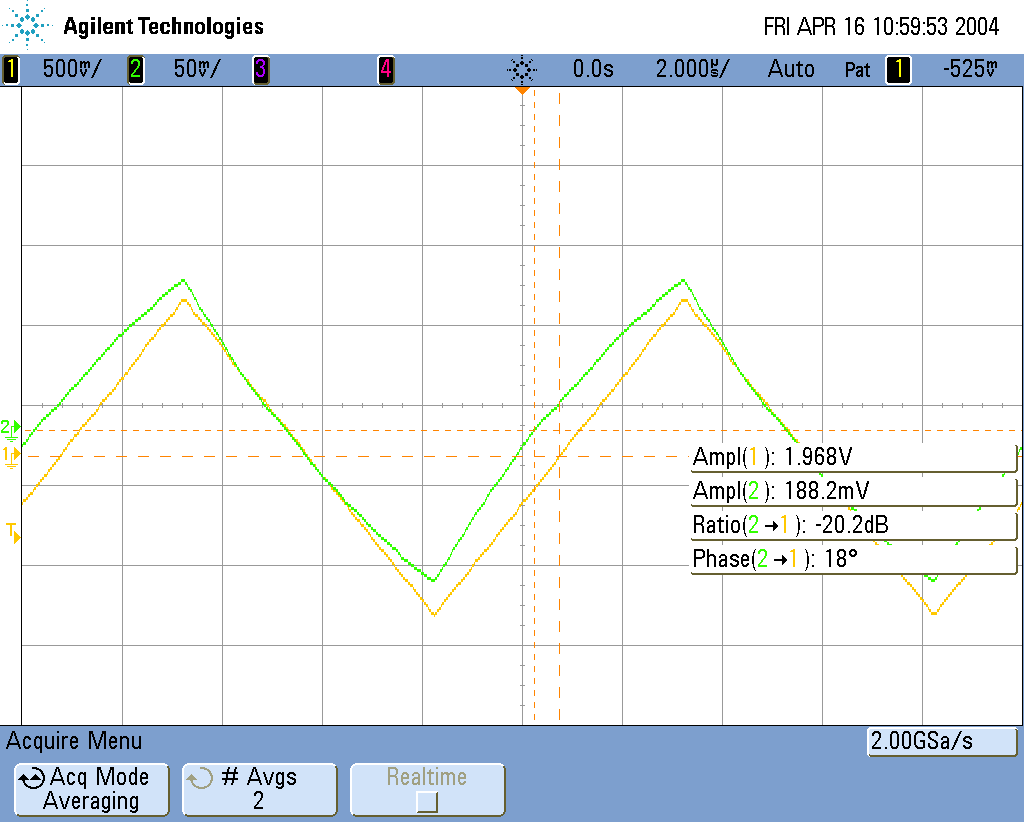 Agilent Technologies FRI APR 16 10:59:53 2004
1 500mV/ 2 50mV/ 3 4 0.0s 2.000µs/ Auto Pat 1 -525mV
2
1
T
Ampl(1): 1.968V
Ampl(2): 188.2mV
Ratio(2→1): -20.2dB
Phase(2→1): 18°
Acquire Menu 2.00GSa/s
Acq Mode # Avgs Realtime
Averaging 2